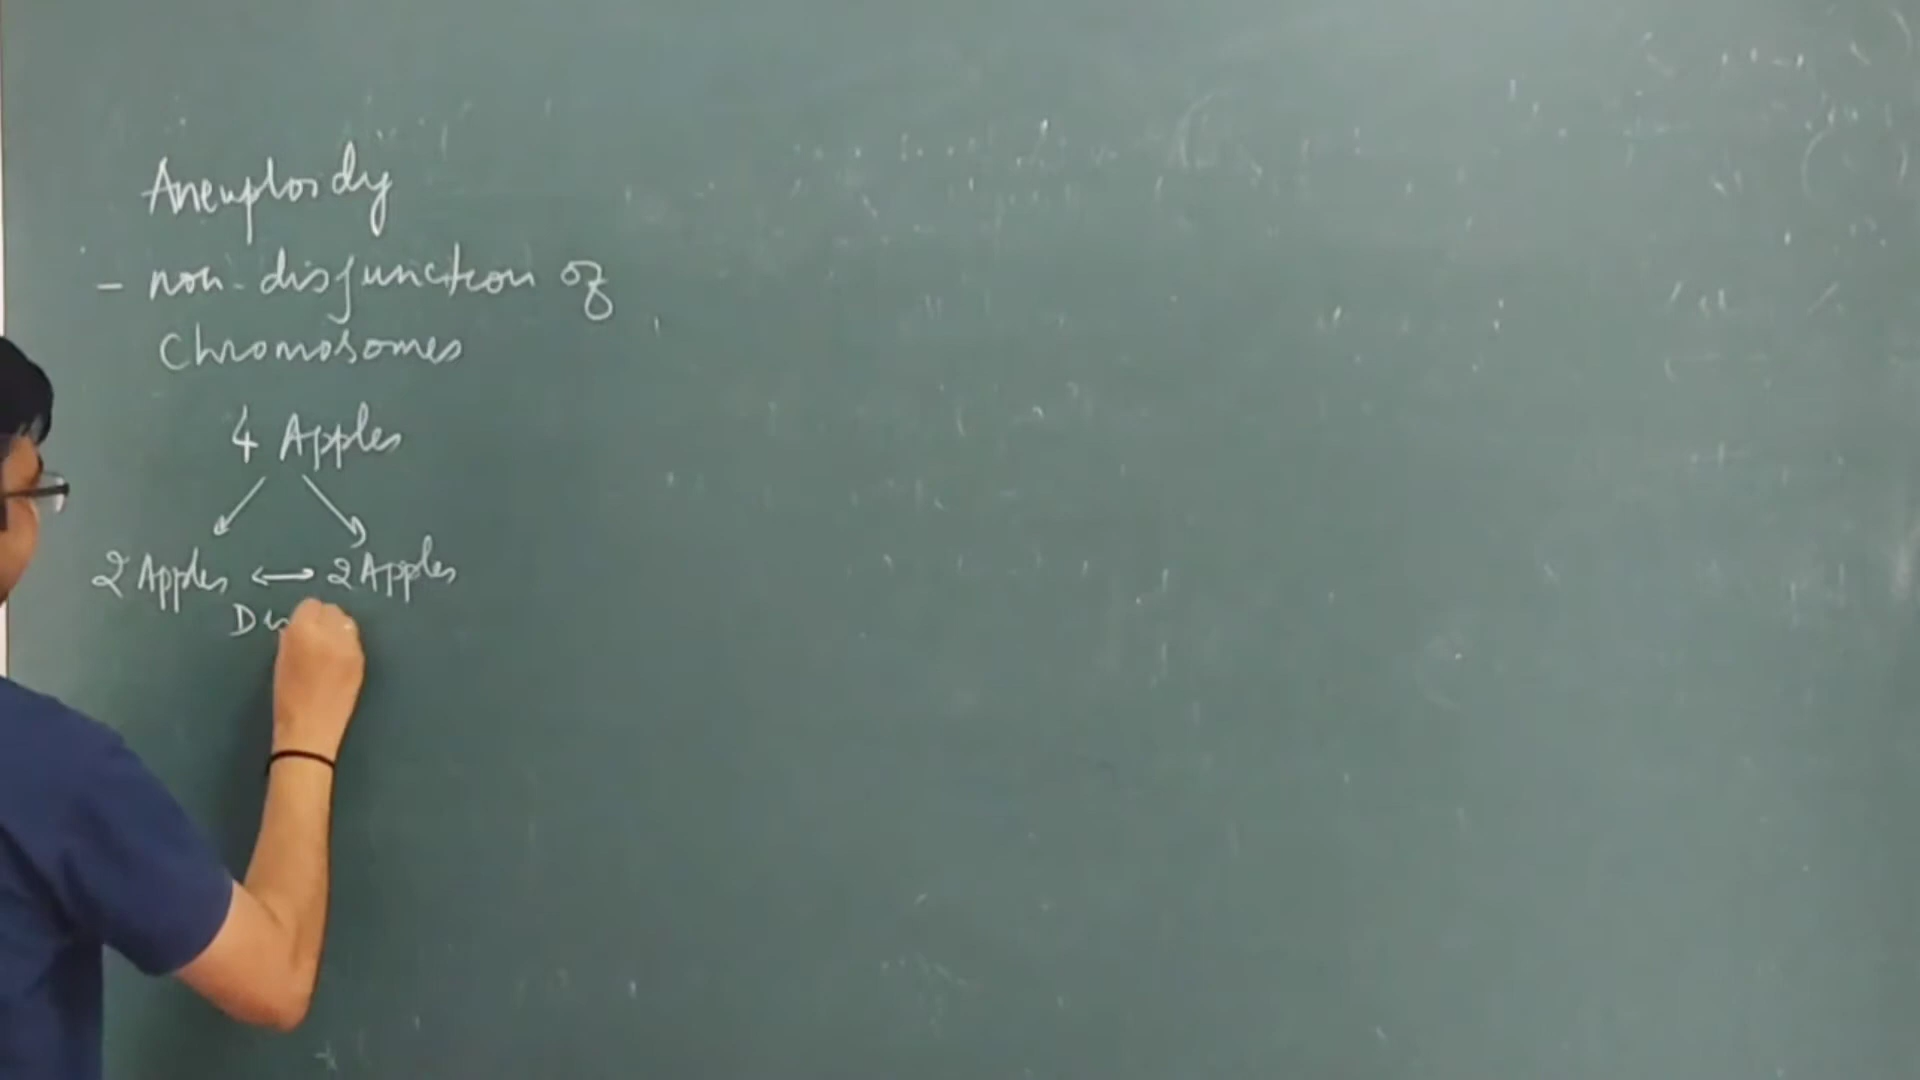 Aneuploidy
- non-disjunction of
Chromosomes
4 Apples
2 Apples ↔ 2 Apples